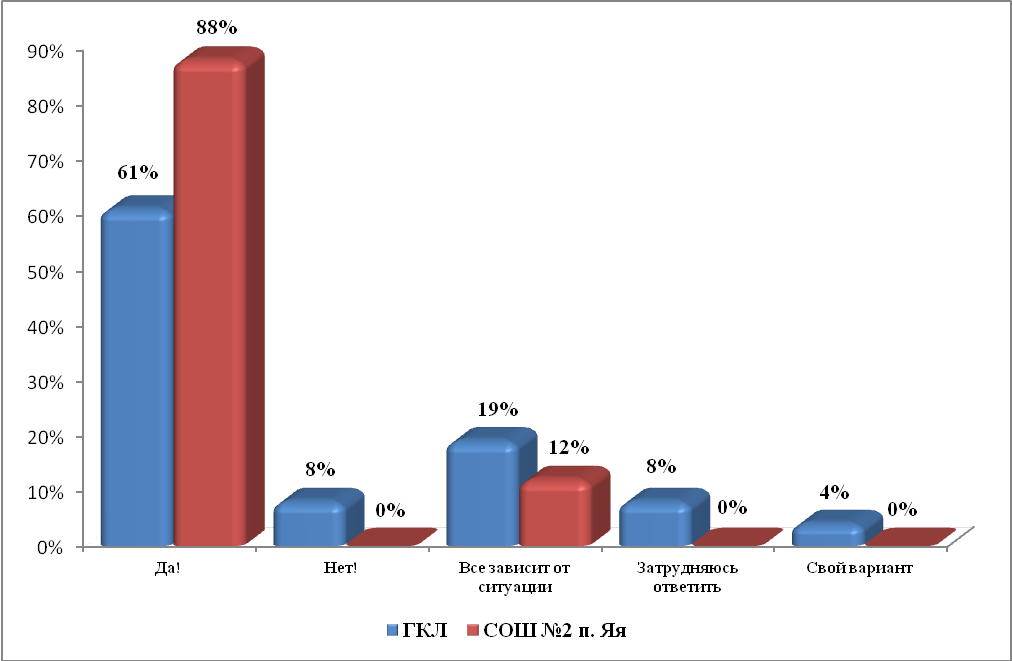 88%
90%
80%
70%
61%
60%
50%
40%
30%
20%
19%
12%
10%
8%
0%
8%
0%
4%
0%
0%
Да!
Нет!
Все зависит от
ситуации
Затрудняюсь
ответить
Свой вариант
ГКЛ
СОШ №2 п. Яя